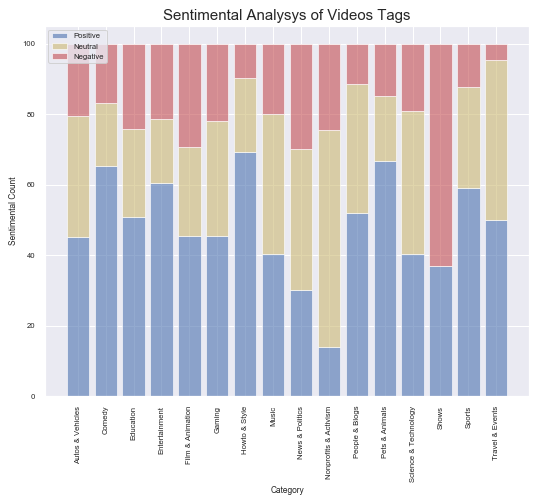 Sentimental Analysys of Videos Tags
Positive
Neutral
Negative
Sentimental Count
100
80
60
40
20
0
Autos & Vehicles
Comedy
Education
Entertainment
Film & Animation
Gaming
Howto & Style
Music
News & Politics
Nonprofits & Activism
People & Blogs
Pets & Animals
Science & Technology
Shows
Sports
Travel & Events
Category